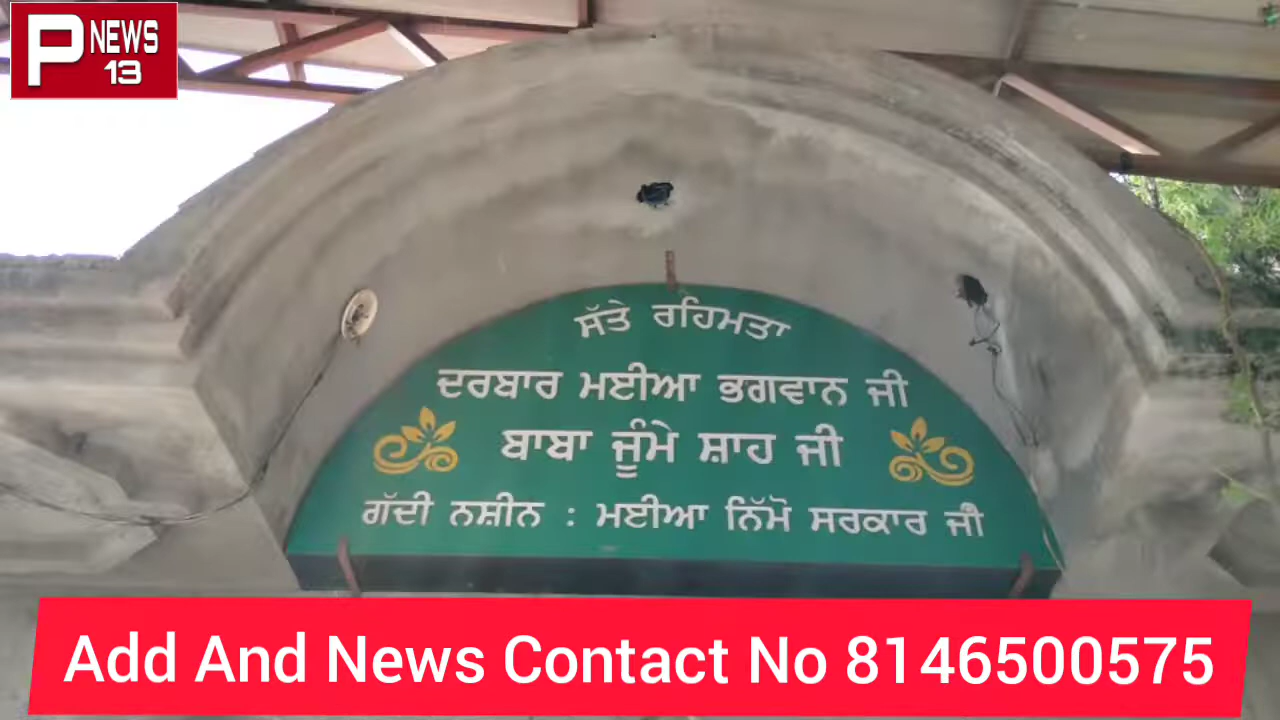 P NEWS
13
ਸੱਤੇ ਰਹਿਮਤਾ
ਦਰਬਾਰ ਮਈਆ ਭਗਵਾਨ ਜੀ
ਬਾਬਾ ਜੂੰਮੇ ਸ਼ਾਹ ਜੀ
ਗੱਦੀ ਨਸ਼ੀਨ : ਮਈਆ ਨਿੰਮੋ ਸਰਕਾਰ ਜੀ
Add And News Contact No 8146500575